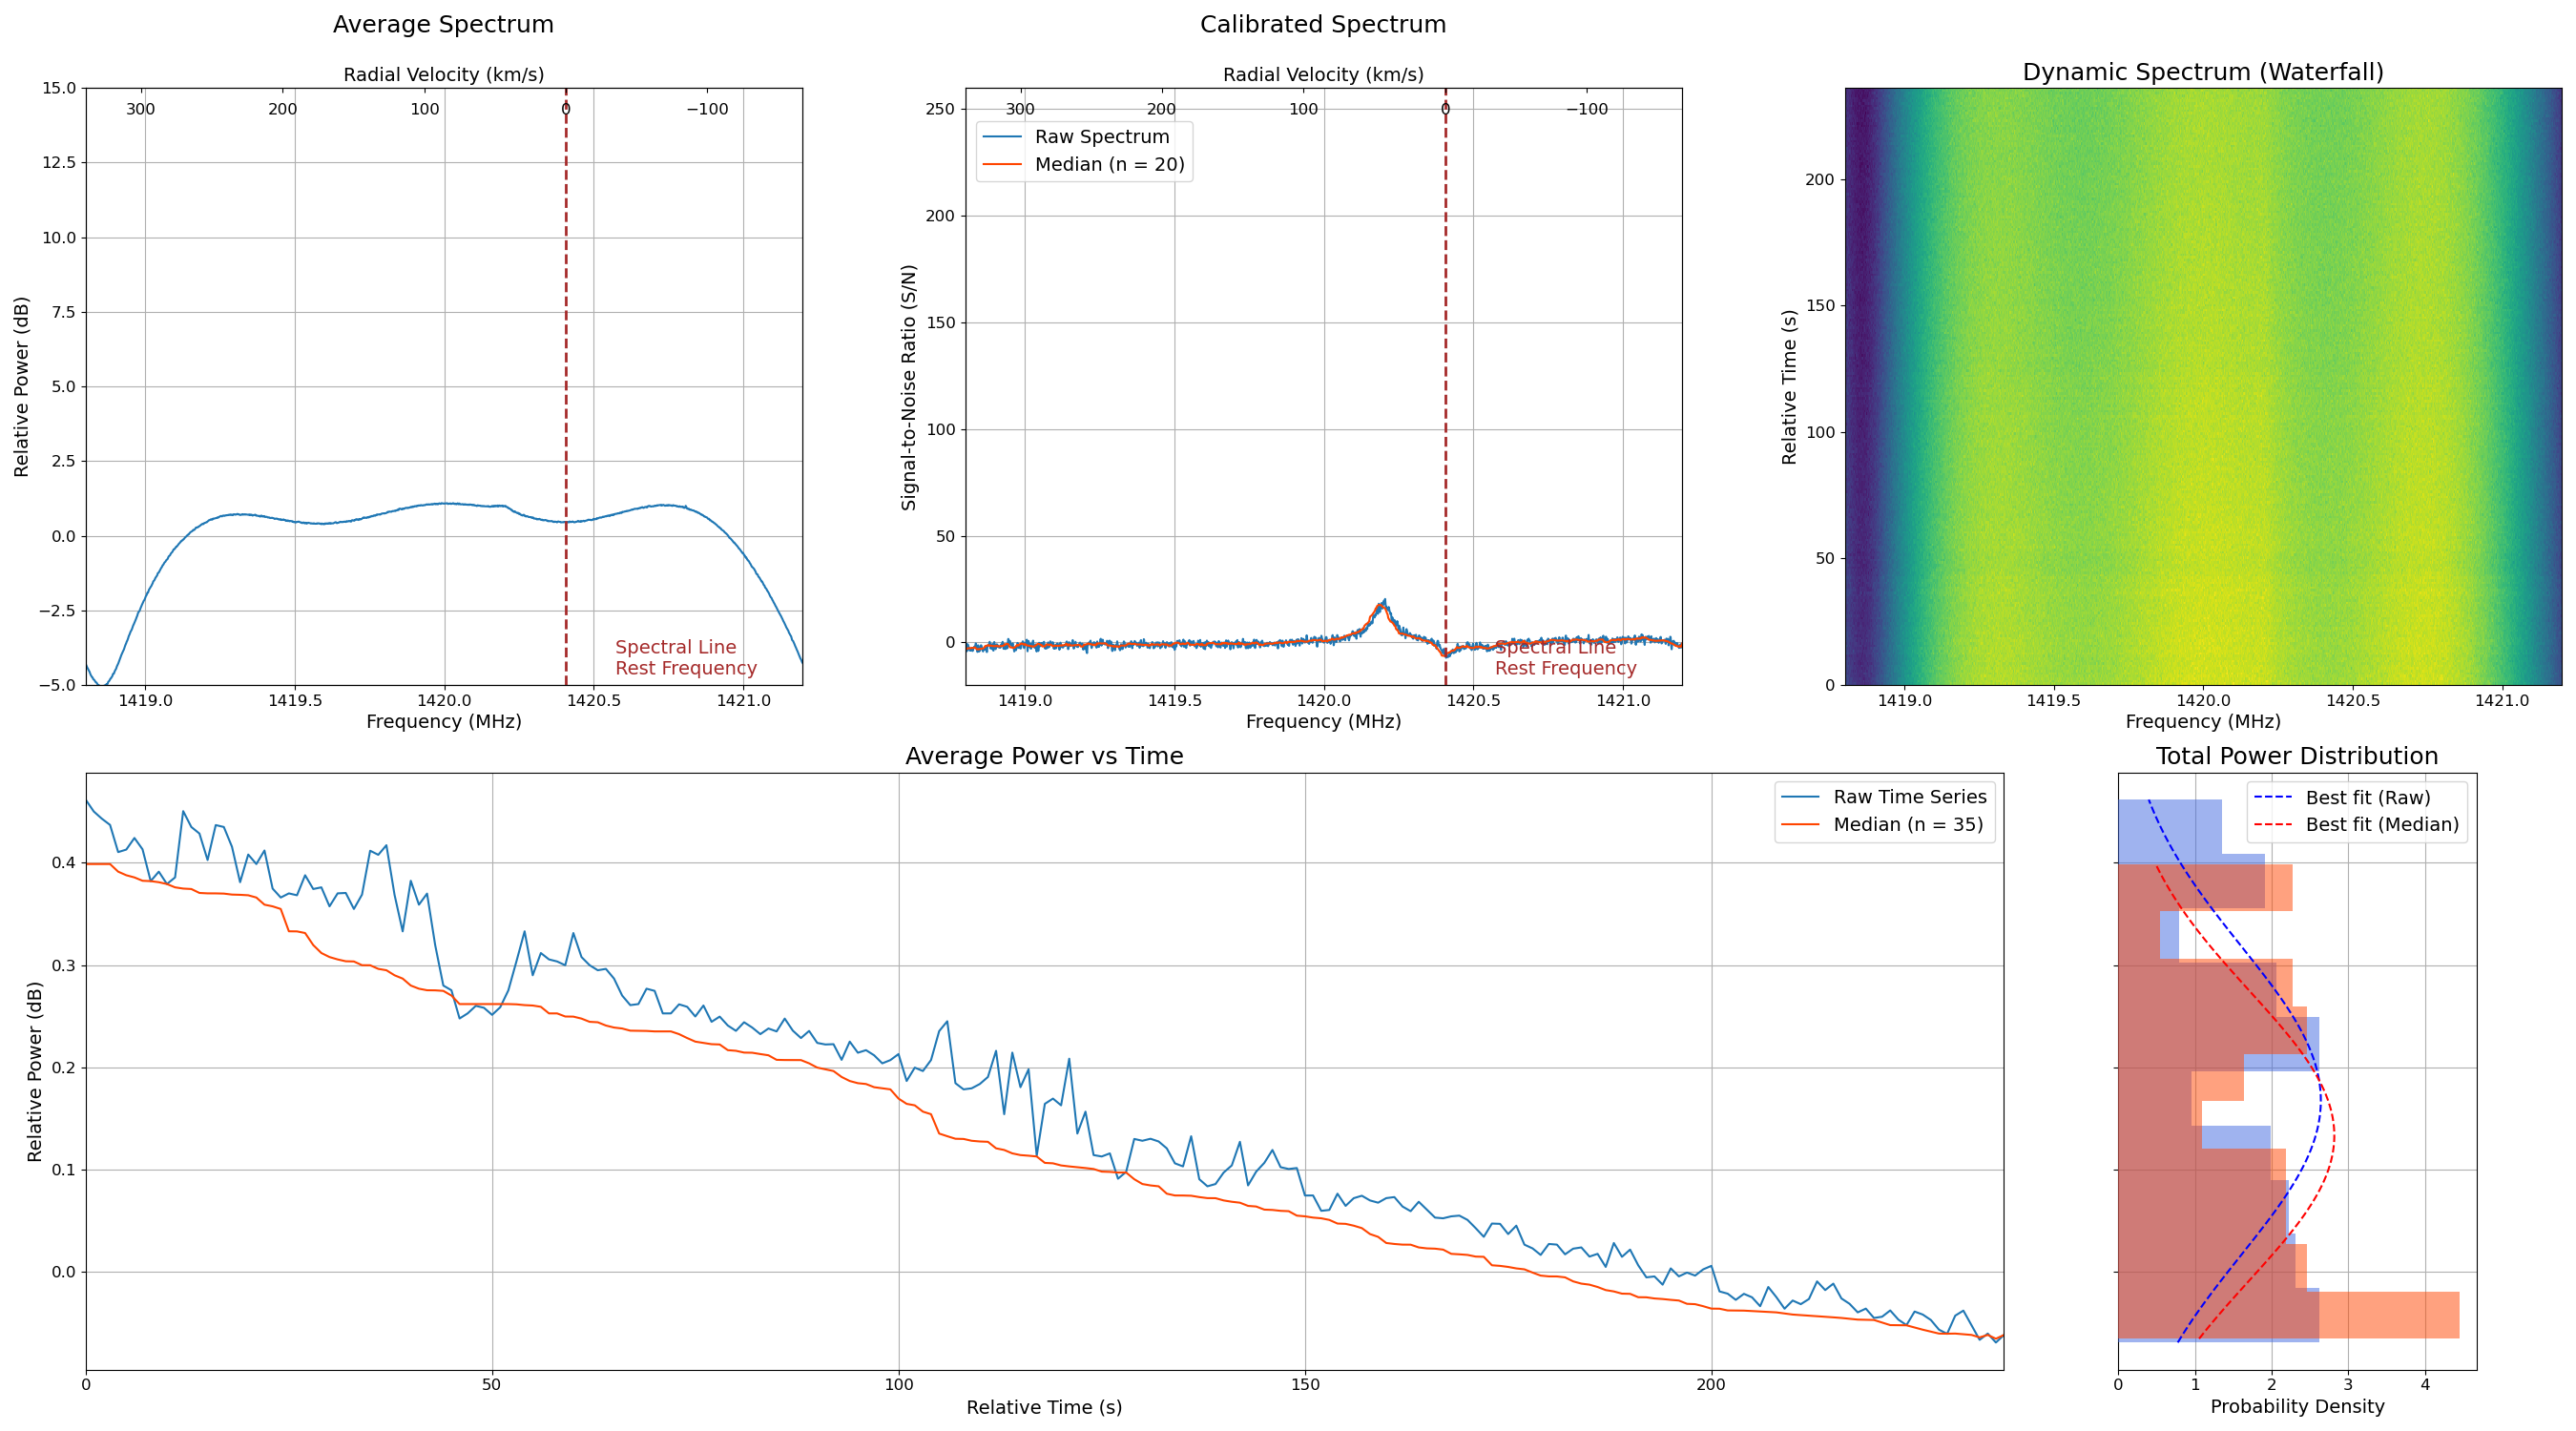 Average Spectrum
Radial Velocity (km/s)
300 200 100 0 −100
15.0
12.5
10.0
7.5
5.0
2.5
0.0
−2.5
−5.0
Relative Power (dB)
Spectral Line
Rest Frequency
1419.0 1419.5 1420.0 1420.5 1421.0
Frequency (MHz)
Calibrated Spectrum
Radial Velocity (km/s)
300 200 100 0 −100
Raw Spectrum
Median (n = 20)
250
200
150
100
50
0
Signal-to-Noise Ratio (S/N)
Spectral Line
Rest Frequency
1419.0 1419.5 1420.0 1420.5 1421.0
Frequency (MHz)
Dynamic Spectrum (Waterfall)
200
150
100
50
0
Relative Time (s)
1419.0 1419.5 1420.0 1420.5 1421.0
Frequency (MHz)
Average Power vs Time
Raw Time Series
Median (n = 35)
0.4
0.3
0.2
0.1
0.0
Relative Power (dB)
0 50 100 150 200
Relative Time (s)
Total Power Distribution
Best fit (Raw)
Best fit (Median)
0 1 2 3 4
Probability Density